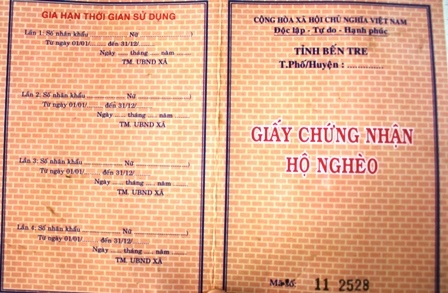 GIA HẠN THỜI GIAN SỬ DỤNG
Lần 1: Số nhân khẩu .................. Nữ ..................)
Từ ngày 01/01/........ đến 31/12/........
Ngày ...... tháng ..... năm ......
TM. UBND XÃ
Lần 2: Số nhân khẩu .................. Nữ ..................)
Từ ngày 01/01/........ đến 31/12/........
Ngày ...... tháng ..... năm ......
TM. UBND XÃ
Lần 3: Số nhân khẩu .................. Nữ ..................)
Từ ngày 01/01/........ đến 31/12/........
Ngày ...... tháng ..... năm ......
TM. UBND XÃ
Lần 4: Số nhân khẩu .................. Nữ ..................)
Từ ngày 01/01/........ đến 31/12/........
Ngày ...... tháng ..... năm ......
TM. UBND XÃ
CỘNG HÒA XÃ HỘI CHỦ NGHĨA VIỆT NAM
Độc lập - Tự do - Hạnh phúc
TỈNH BẾN TRE
T.Phố/Huyện : ..............
GIẤY CHỨNG NHẬN
HỘ NGHÈO
Mã số: 11 2528